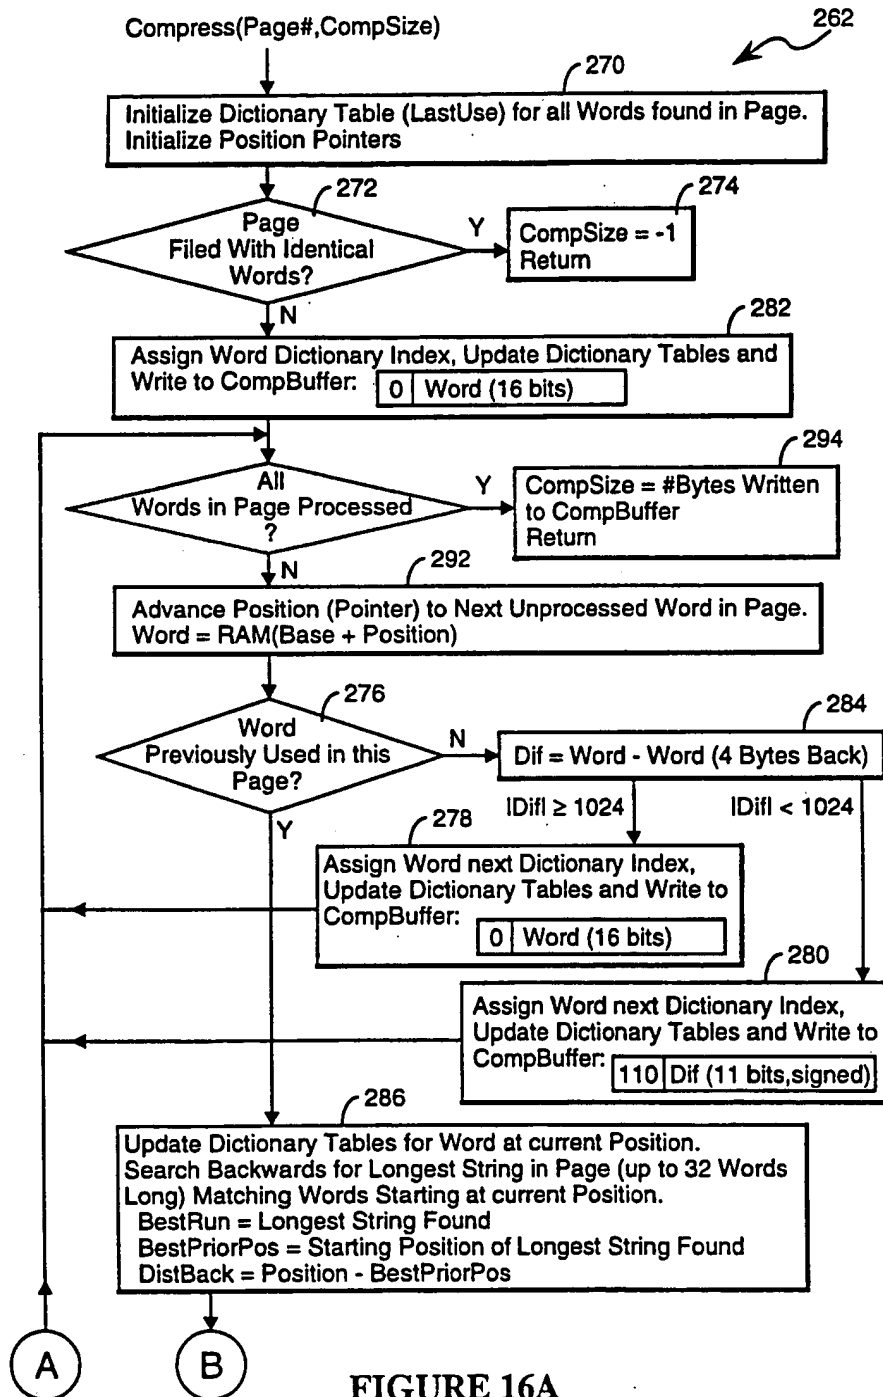 Compress(Page#,CompSize)
262
270
Initialize Dictionary Table (LastUse) for all Words found in Page.
Initialize Position Pointers
272
Page
Filed With Identical
Words?
Y
274
CompSize = -1
Return
N
282
Assign Word Dictionary Index, Update Dictionary Tables and
Write to CompBuffer: 0 Word (16 bits)
All
Words in Page Processed
?
Y
294
CompSize = #Bytes Written
to CompBuffer
Return
N
292
Advance Position (Pointer) to Next Unprocessed Word in Page.
Word = RAM(Base + Position)
276
Word
Previously Used in this
Page?
N
284
Dif = Word - Word (4 Bytes Back)
|Dif| ≥ 1024
|Dif| < 1024
Y
278
Assign Word next Dictionary Index,
Update Dictionary Tables and Write to
CompBuffer:
0 Word (16 bits)
280
Assign Word next Dictionary Index,
Update Dictionary Tables and Write to
CompBuffer: 110 Dif (11 bits,signed)
286
Update Dictionary Tables for Word at current Position.
Search Backwards for Longest String in Page (up to 32 Words
Long) Matching Words Starting at current Position.
BestRun = Longest String Found
BestPriorPos = Starting Position of Longest String Found
DistBack = Position - BestPriorPos
A
B
FIGURE 16A